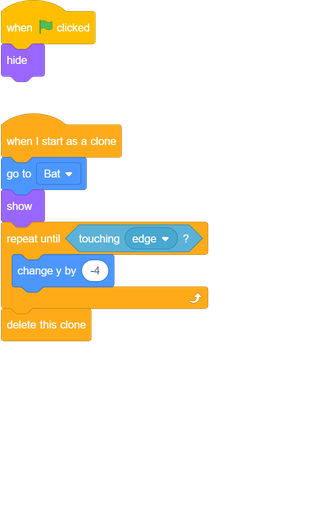 when clicked
hide
when I start as a clone
go to Bat
show
repeat until touching edge ?
change y by -4
delete this clone